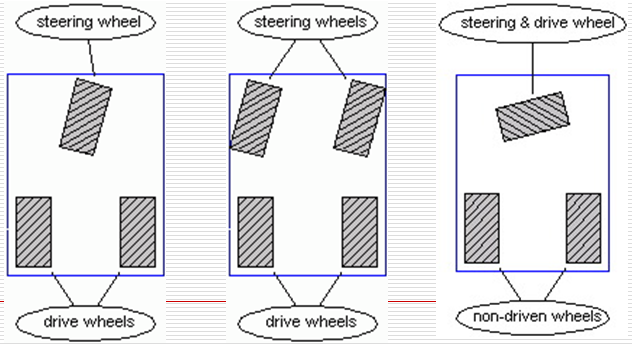 steering wheel
steering wheels
steering & drive wheel
drive wheels
drive wheels
non-driven wheels